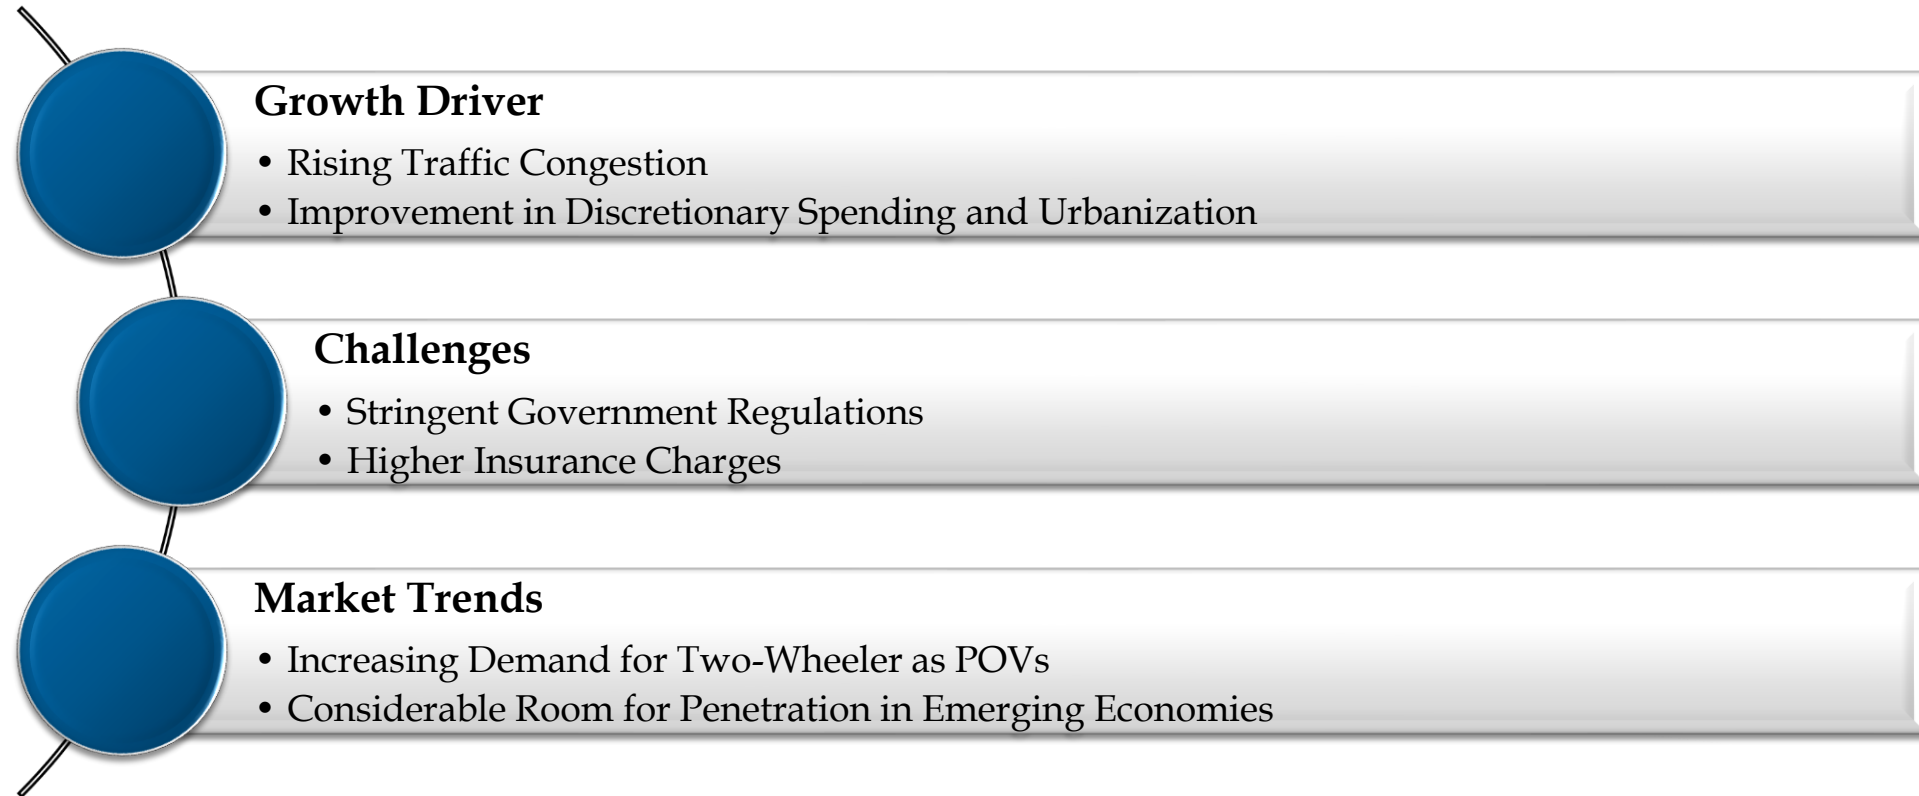 Growth Driver
• Rising Traffic Congestion
• Improvement in Discretionary Spending and Urbanization
Challenges
• Stringent Government Regulations
• Higher Insurance Charges
Market Trends
• Increasing Demand for Two-Wheeler as POVs
• Considerable Room for Penetration in Emerging Economies